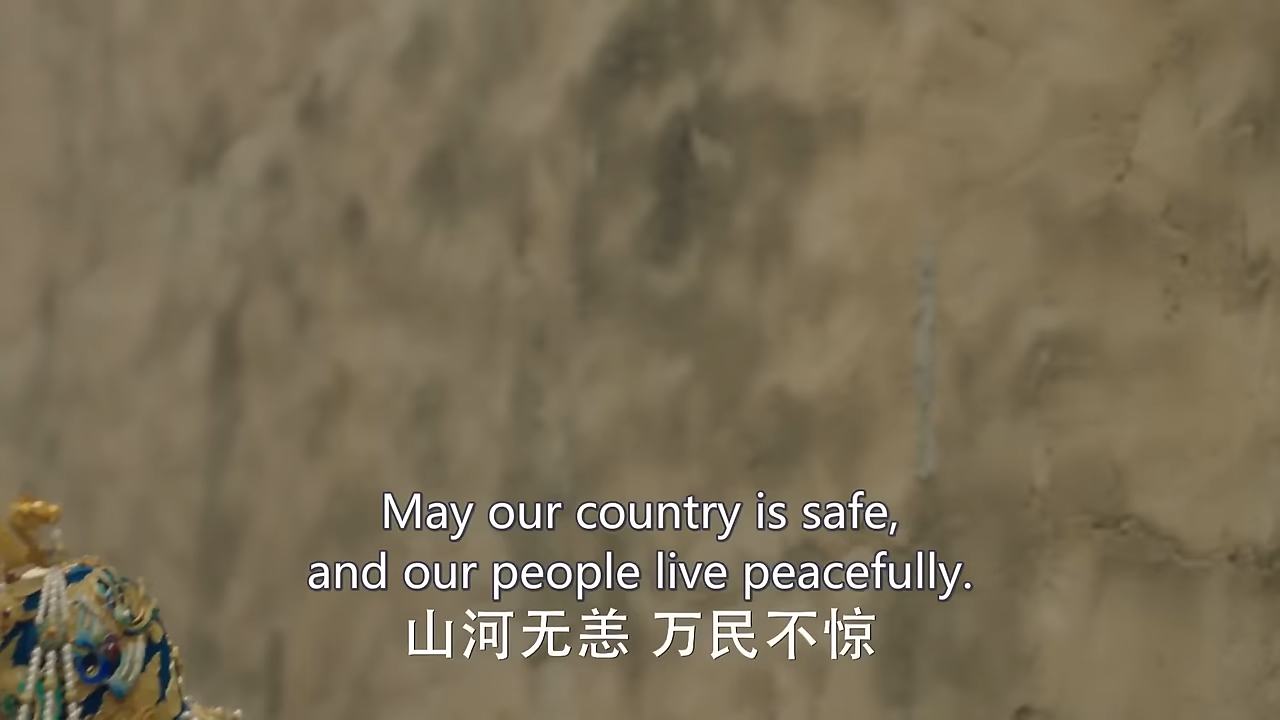 May our country is safe,
and our people live peacefully.
山河无恙 万民不惊